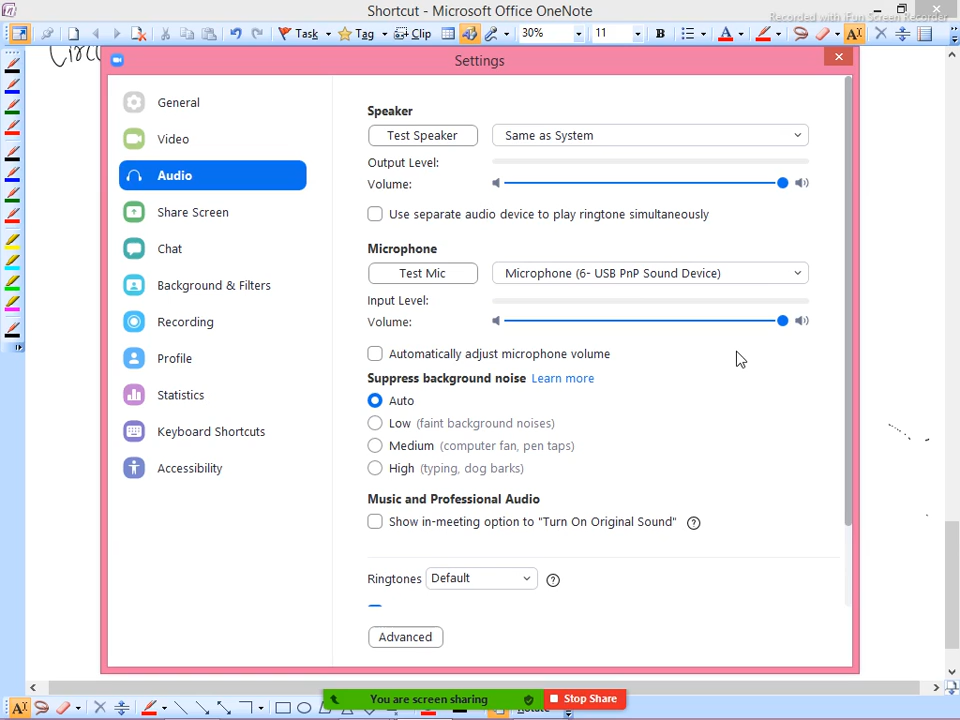 Shortcut - Microsoft Office OneNote
Recorded with iFun Screen Recorder
Task Tag Clip 30% 11 B A A
Settings
General
Video
Audio
Share Screen
Chat
Background & Filters
Recording
Profile
Statistics
Keyboard Shortcuts
Accessibility
Speaker
Test Speaker Same as System
Output Level:
Volume:
Use separate audio device to play ringtone simultaneously
Microphone
Test Mic Microphone (6- USB PnP Sound Device)
Input Level:
Volume:
Automatically adjust microphone volume
Suppress background noise Learn more
Auto
Low (faint background noises)
Medium (computer fan, pen taps)
High (typing, dog barks)
Music and Professional Audio
Show in-meeting option to "Turn On Original Sound" ?
Ringtones Default ?
Advanced
You are screen sharing Stop Share